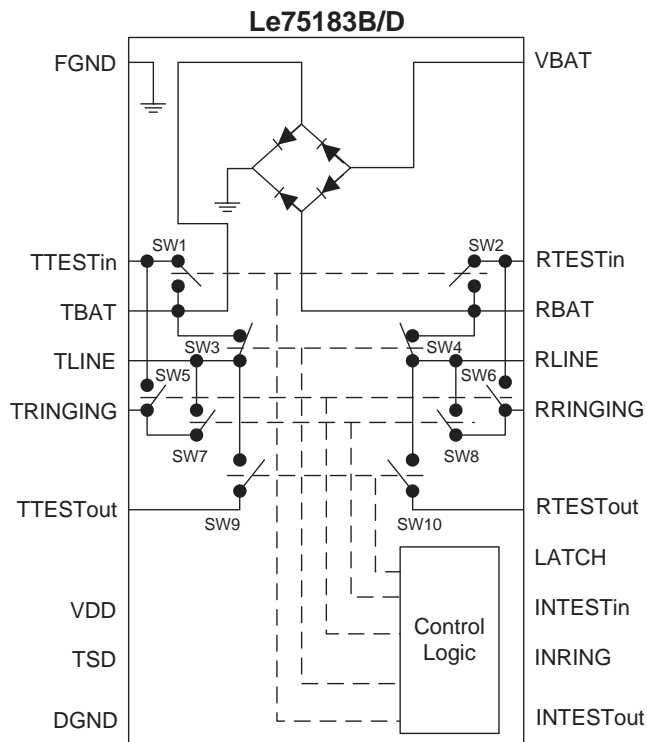 Le75183B/D
FGND
VBAT
SW1
SW2
TTESTin
RTESTin
TBAT
RBAT
SW3
SW4
TLINE
RLINE
SW5
SW6
TRINGING
RRINGING
SW7
SW8
TTESTout
RTESTout
SW9
SW10
LATCH
VDD
INTESTin
Control
Logic
TSD
INRING
DGND
INTESTout